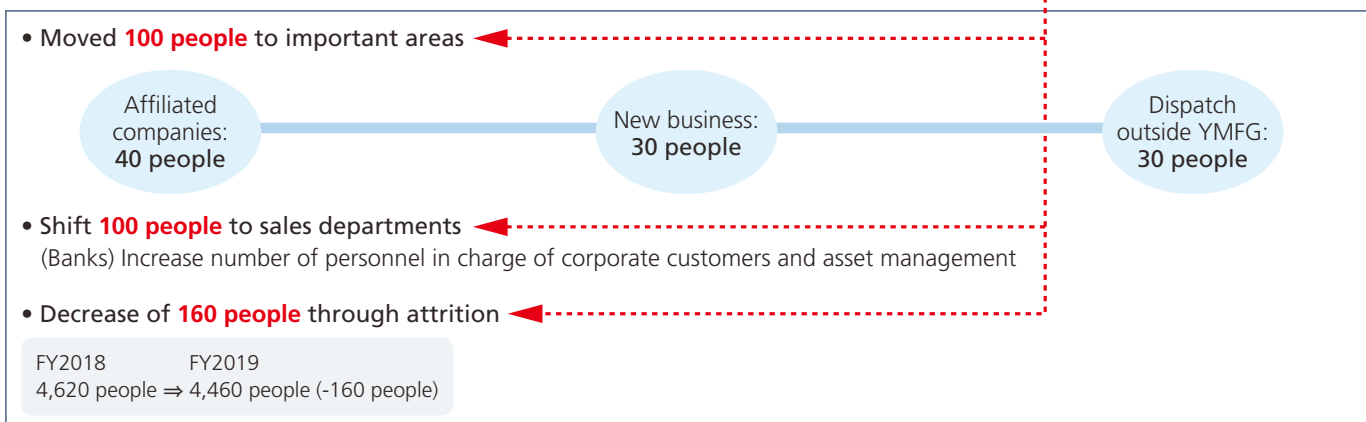 • Moved 100 people to important areas
Affiliated
companies:
40 people
New business:
30 people
Dispatch
outside YMFG:
30 people
• Shift 100 people to sales departments
(Banks) Increase number of personnel in charge of corporate customers and asset management
• Decrease of 160 people through attrition
FY2018 FY2019
4,620 people ⇒ 4,460 people (-160 people)